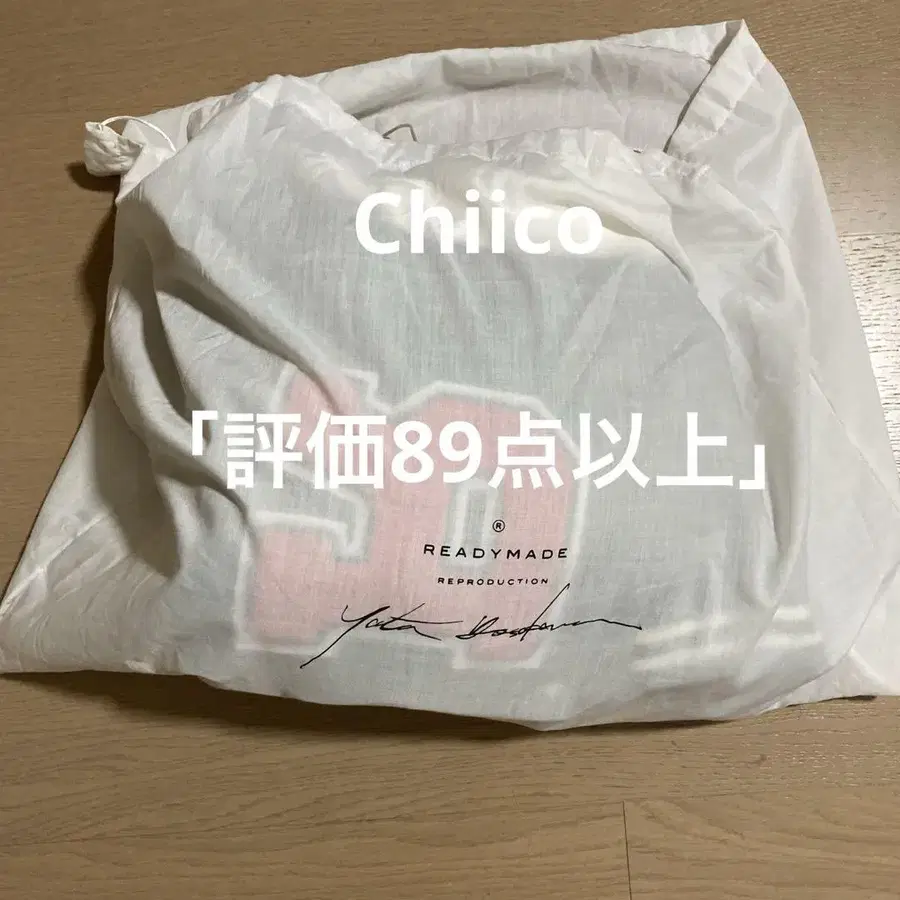 Chiico
「評価89点以上」
®
READYMADE
REPRODUCTION